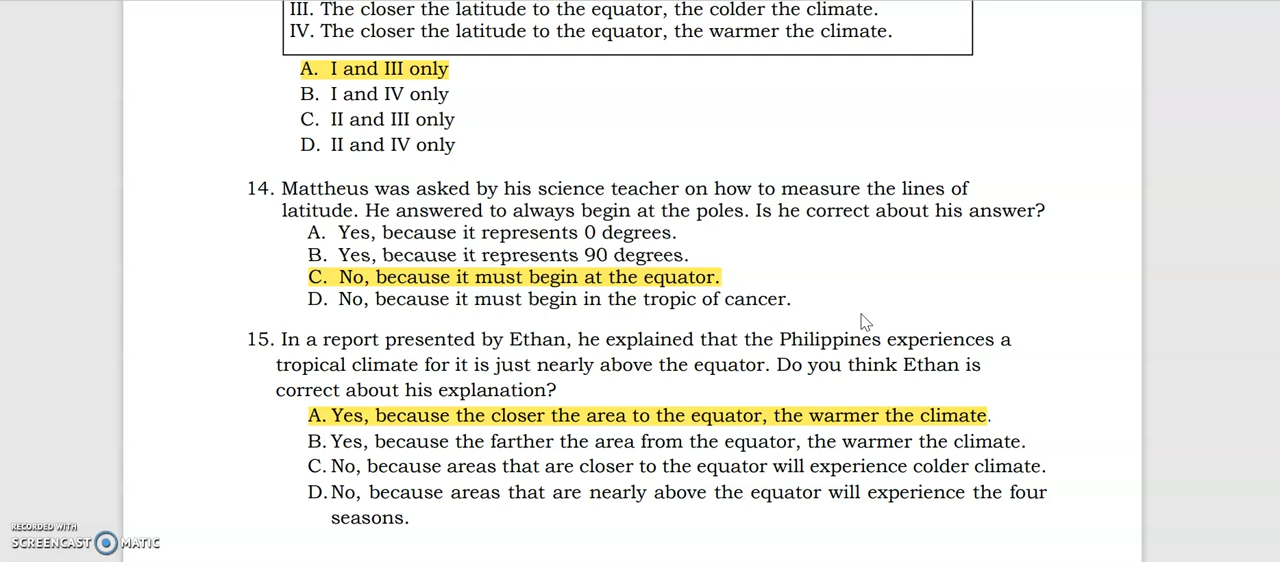 III. The closer the latitude to the equator, the colder the climate.
IV. The closer the latitude to the equator, the warmer the climate.
A. I and III only
B. I and IV only
C. II and III only
D. II and IV only
14. Mattheus was asked by his science teacher on how to measure the lines of
latitude. He answered to always begin at the poles. Is he correct about his answer?
A. Yes, because it represents 0 degrees.
B. Yes, because it represents 90 degrees.
C. No, because it must begin at the equator.
D. No, because it must begin in the tropic of cancer.
15. In a report presented by Ethan, he explained that the Philippines experiences a
tropical climate for it is just nearly above the equator. Do you think Ethan is
correct about his explanation?
A. Yes, because the closer the area to the equator, the warmer the climate.
B. Yes, because the farther the area from the equator, the warmer the climate.
C. No, because areas that are closer to the equator will experience colder climate.
D. No, because areas that are nearly above the equator will experience the four
seasons.
RECORDED WITH
SCREENCAST MATIC